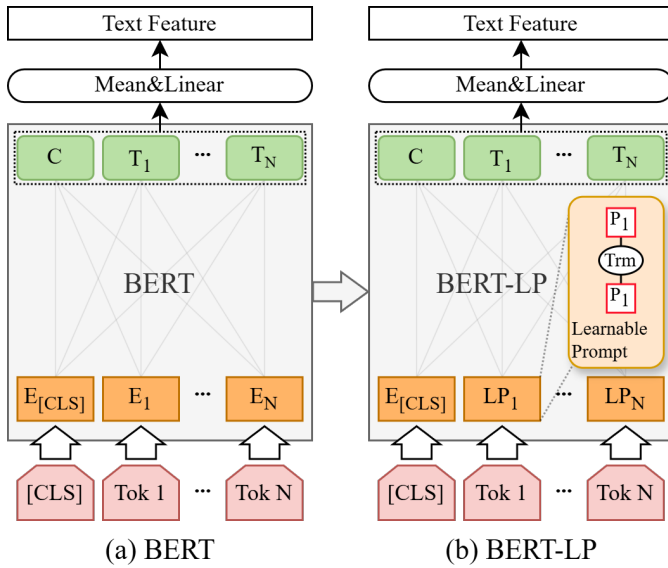 Text Feature
Mean&Linear
C T1 ... TN
BERT
E[CLS] E1 ... EN
[CLS] Tok 1 ... Tok N
(a) BERT
Text Feature
Mean&Linear
C T1 ... TN
BERT-LP
P1
Trm
P1
Learnable
Prompt
E[CLS] LP1 ... LPN
[CLS] Tok 1 ... Tok N
(b) BERT-LP